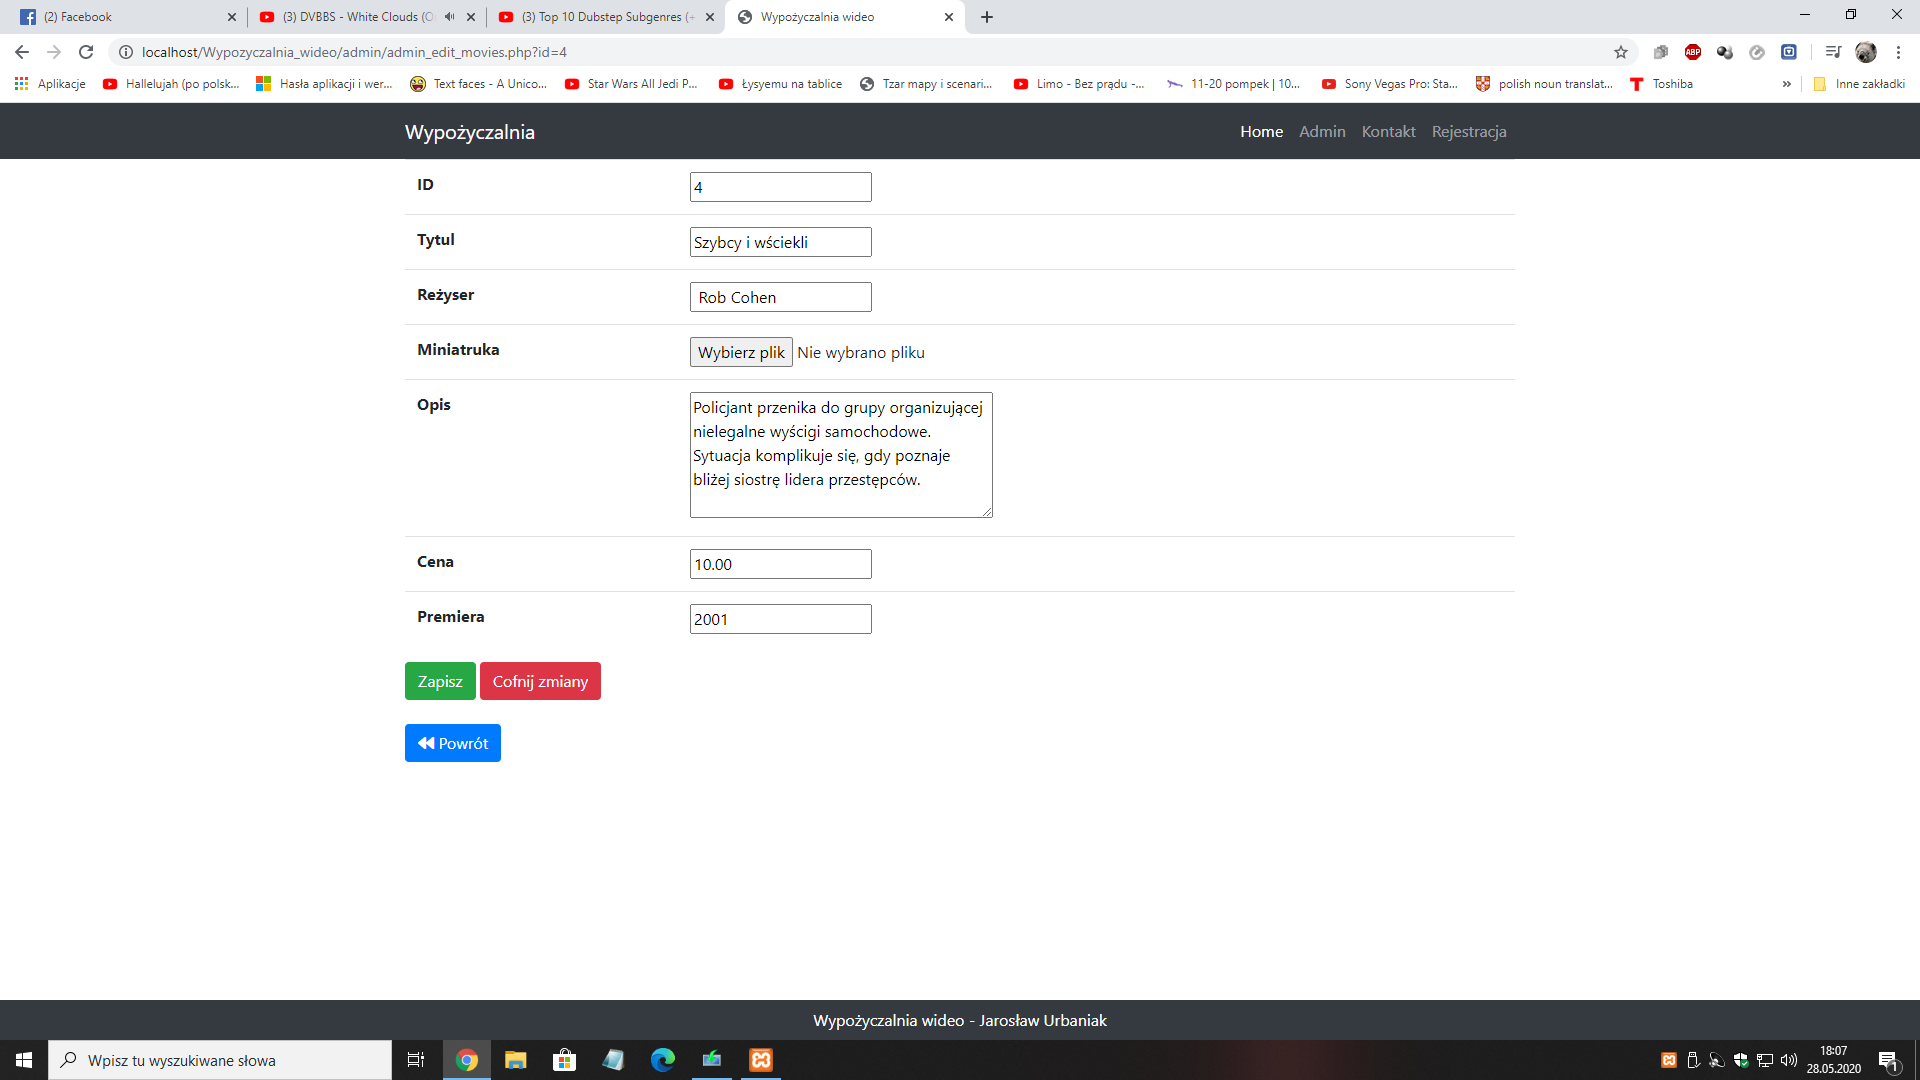 (2) Facebook
(3) DVBBS - White Clouds (O
(3) Top 10 Dubstep Subgenres (+
Wypożyczalnia wideo
localhost/Wypozyczalnia_wideo/admin/admin_edit_movies.php?id=4
ABP
Aplikacje
Hallelujah (po polsk...
Hasła aplikacji i wer...
Text faces - A Unico...
Star Wars All Jedi P...
Łysyemu na tablice
Tzar mapy i scenari...
Limo - Bez prądu -...
11-20 pompek | 10...
Sony Vegas Pro: Sta...
polish noun translat...
Toshiba
»
Inne zakładki
Wypożyczalnia
Home
Admin
Kontakt
Rejestracja
ID
4
Tytul
Szybcy i wściekli
Reżyser
Rob Cohen
Miniatruka
Wybierz plik Nie wybrano pliku
Opis
Policjant przenika do grupy organizującej
nielegalne wyścigi samochodowe.
Sytuacja komplikuje się, gdy poznaje
bliżej siostrę lidera przestępców.
Cena
10.00
Premiera
2001
Zapisz
Cofnij zmiany
Powrót
Wypożyczalnia wideo - Jarosław Urbaniak
Wpisz tu wyszukiwane słowa
18:07
28.05.2020
1